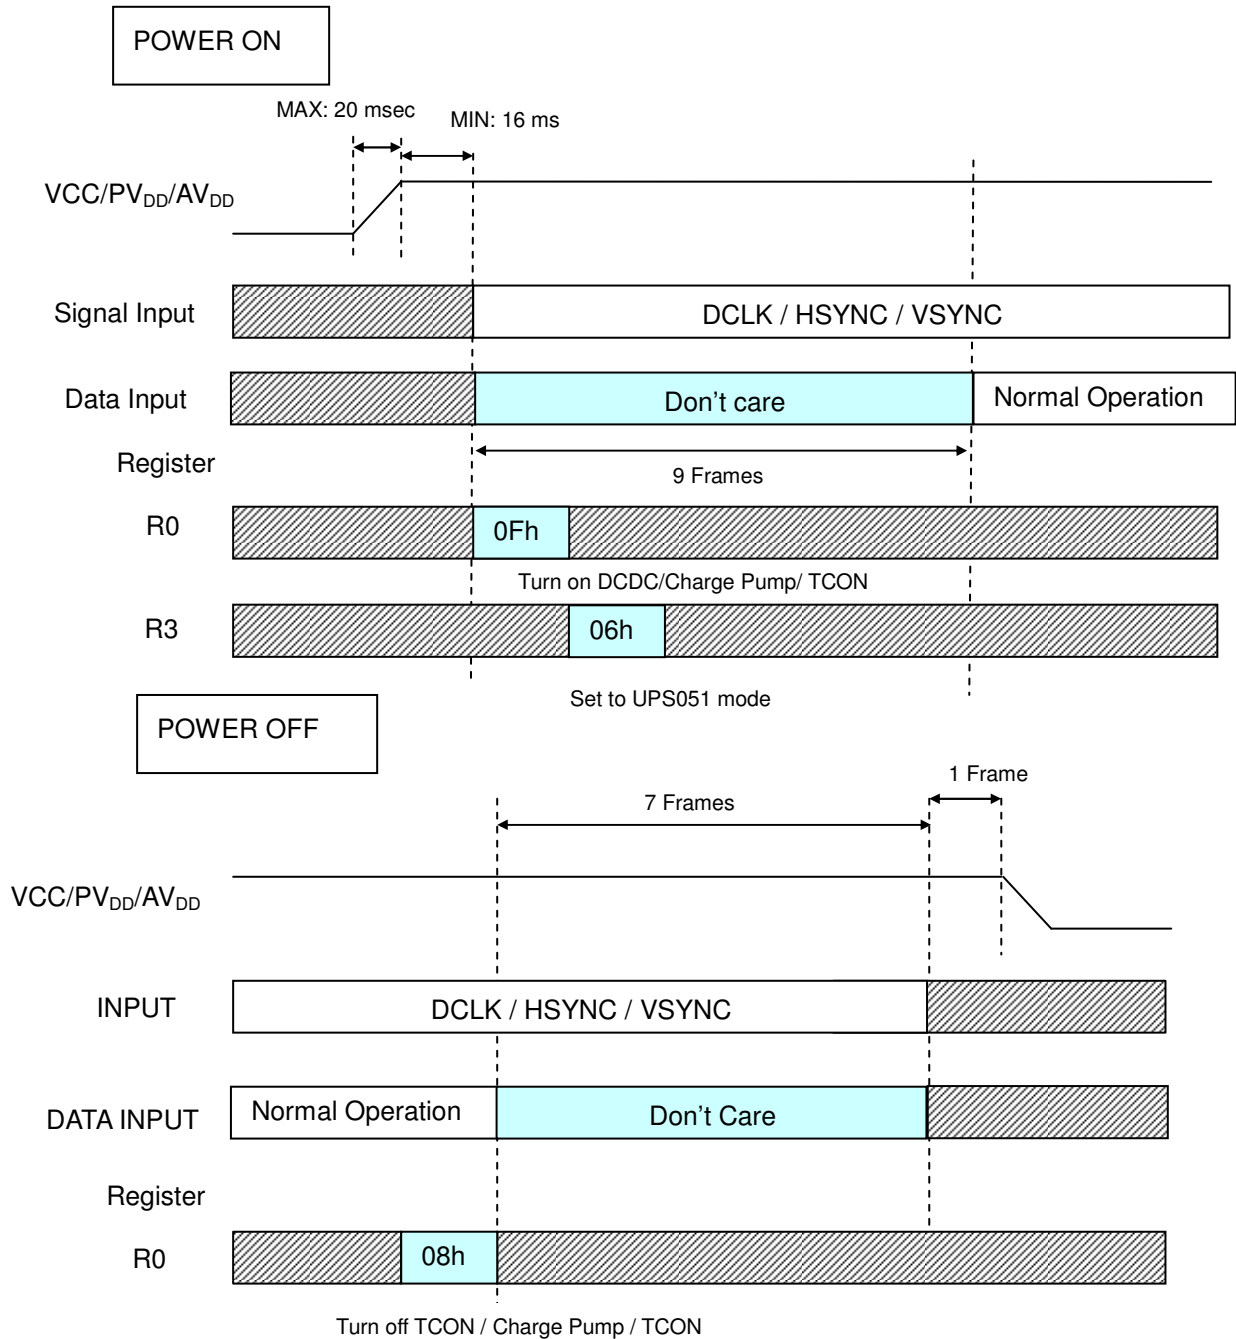 POWER ON
MAX: 20 msec
MIN: 16 ms
VCC/PVDD/AVDD
Signal Input
DCLK / HSYNC / VSYNC
Data Input
Don't care
Normal Operation
Register
9 Frames
R0
0Fh
Turn on DCDC/Charge Pump/ TCON
R3
06h
Set to UPS051 mode
POWER OFF
1 Frame
7 Frames
VCC/PVDD/AVDD
INPUT
DCLK / HSYNC / VSYNC
DATA INPUT
Normal Operation
Don't Care
Register
R0
08h
Turn off TCON / Charge Pump / TCON